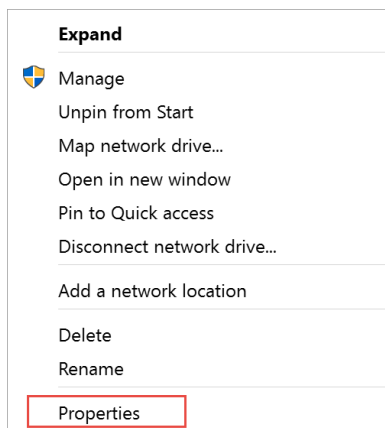 Expand
Manage
Unpin from Start
Map network drive...
Open in new window
Pin to Quick access
Disconnect network drive...
Add a network location
Delete
Rename
Properties